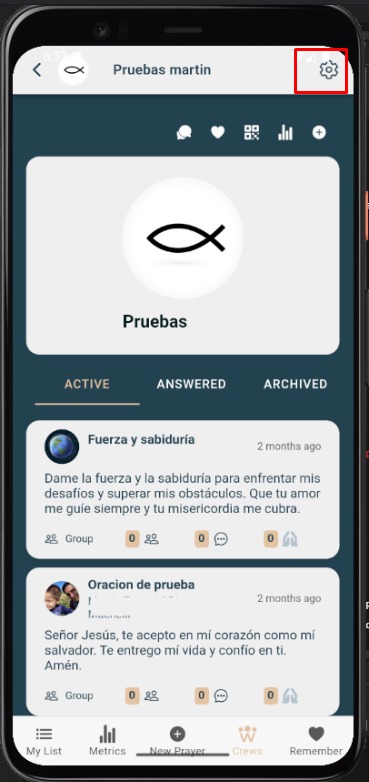 Pruebas martin
Pruebas
ACTIVE ANSWERED ARCHIVED
Fuerza y sabiduría
2 months ago
Dame la fuerza y la sabiduría para enfrentar mis
desafíos y superar mis obstáculos. Que tu amor
me guíe siempre y tu misericordia me cubra.
Group 0 0 0
Oracion de prueba
2 months ago
Señor Jesús, te acepto en mí corazón como mí
salvador. Te entrego mí vida y confío en ti.
Amén.
Group 0 0 0
My List Metrics New Prayer Crews Remember